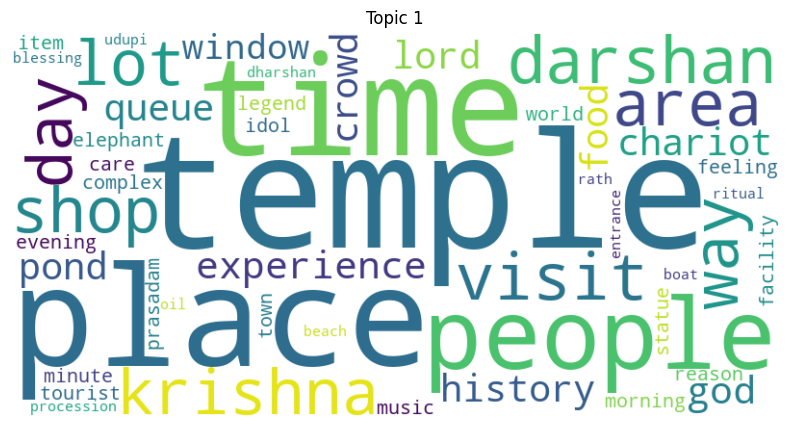 Topic 1
item
udupi
blessing
lot
window
dharshan
crowd
lord
darshan
day
queue
time
legend
idol
elephant
world
food
area
chariot
care
complex
temple
rath
feeling
ritual
shop
evening
pond
prasadam
experience
visit
entrance
way
facility
boat
place
oil
town
beach
people
statue
minute
tourist
procession
krishna
music
history
reason
morning
god